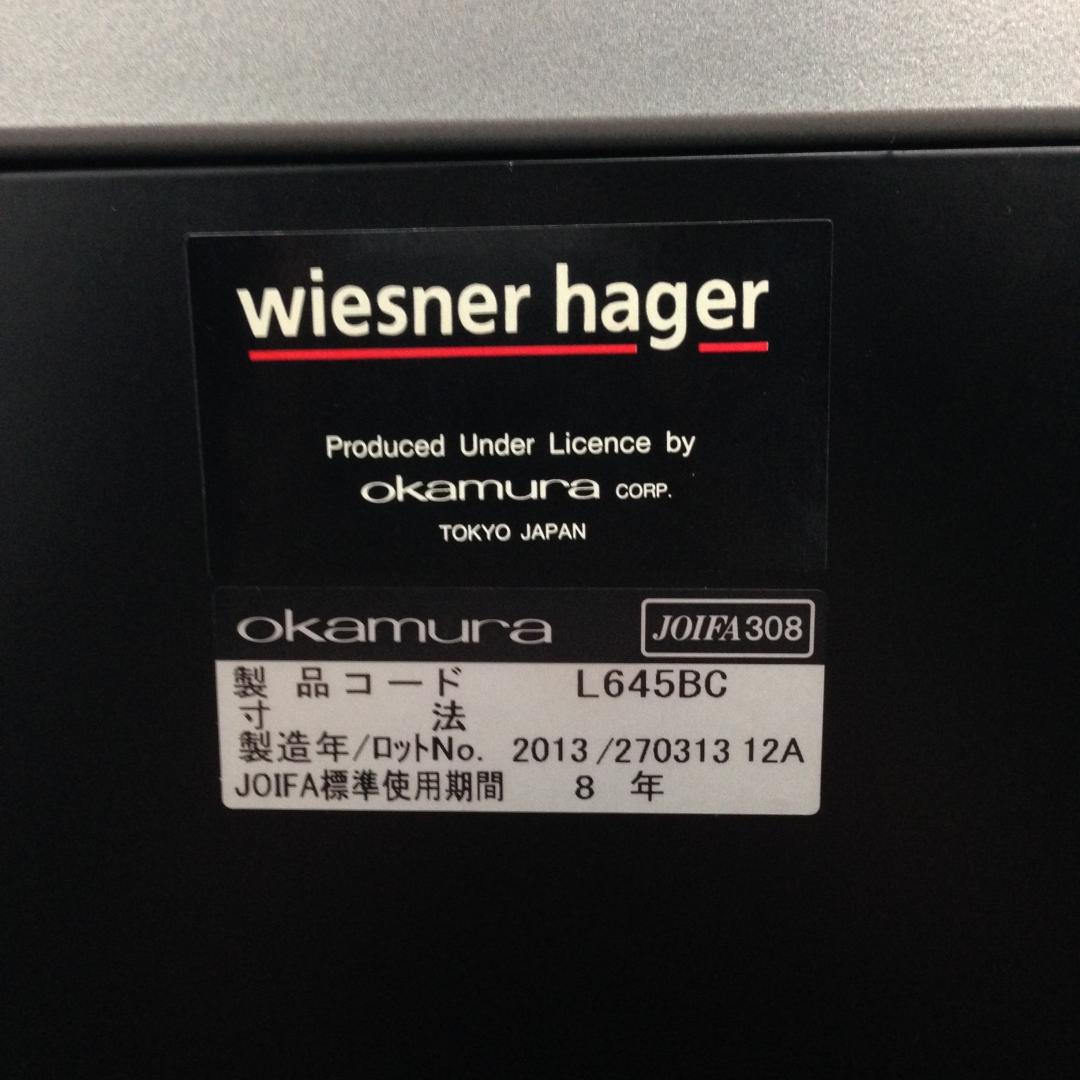 wiesner hager
Produced Under Licence by
okamura CORP.
TOKYO JAPAN
okamura JOIFA308
製品コード L645BC
寸法
製造年/ロットNo. 2013/270313 12A
JOIFA標準使用期間 8 年